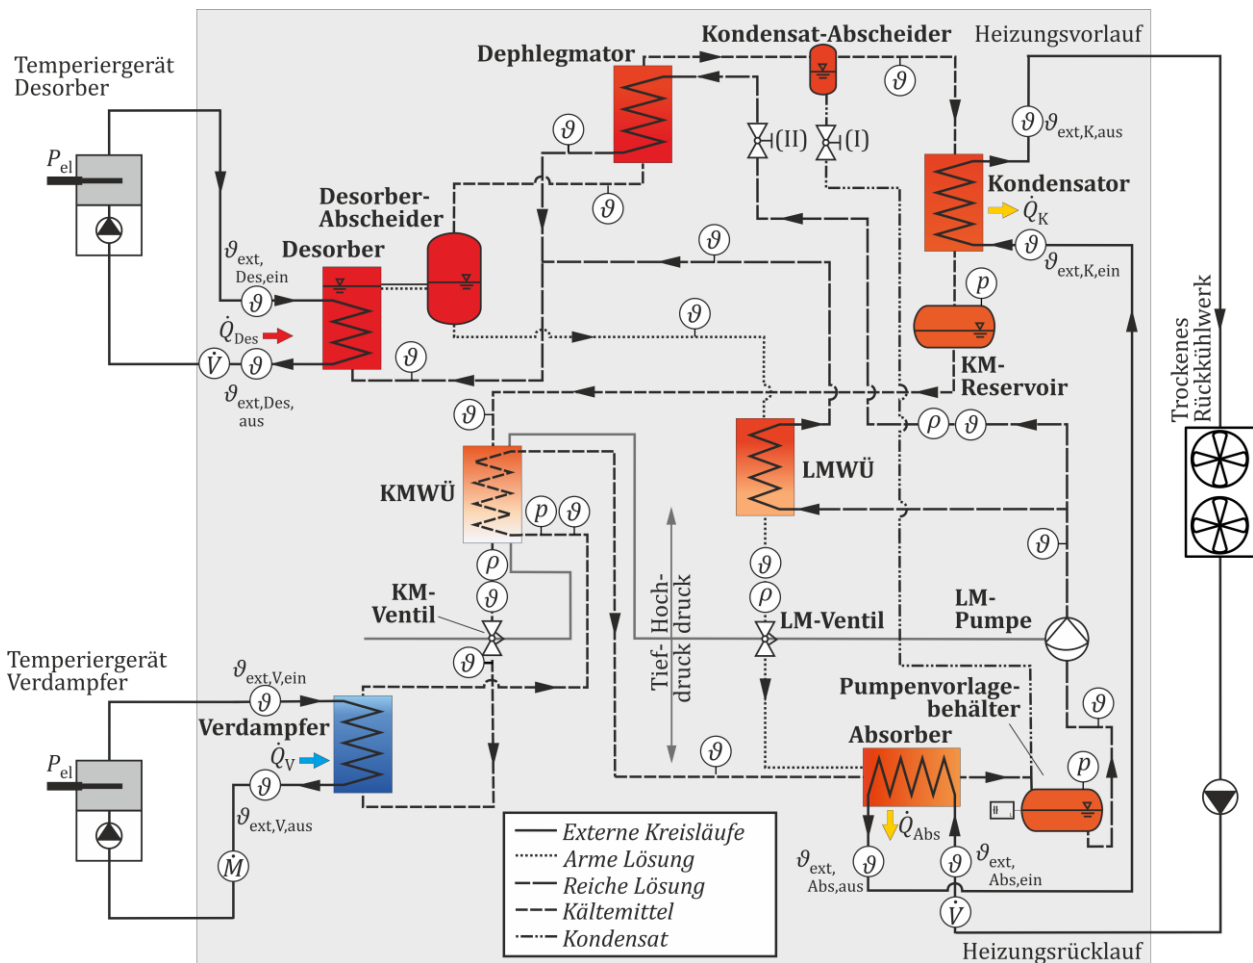 Kondensat-Abscheider
Heizungsvorlauf
Dephlegmator
Temperiergerät
Desorber
ϑ
ϑext,K,aus
(II)
(I)
ϑ
Pel
Desorber-
Abscheider
Desorber
ϑ
Kondensator
Q̇K
ϑ
ϑ
ϑext,K,ein
ϑext,
Des,ein
ϑ
p
Q̇Des
ϑ
V̇
ϑ
ϑ
KM-
Reservoir
ϑext,Des,
aus
Trockenes
Rückkühlwerk
ϑ
ρ
ϑ
KMWÜ
LMWÜ
p
ϑ
ϑ
ρ
ϑ
ϑ
ρ
KM-
Ventil
Hoch-
druck
Tief-
druck
LM-Ventil
LM-
Pumpe
ϑ
Temperiergerät
Verdampfer
ϑext,V,ein
ϑ
Pumpenvorlage-
behälter
ϑ
Verdampfer
Q̇V
Absorber
ϑ
p
Pel
ϑ
ϑext,V,aus
Q̇Abs
Ṁ
Externe Kreisläufe
Arme Lösung
Reiche Lösung
Kältemittel
Kondensat
ϑext,
Abs,aus
ϑ
ϑ
ϑext,
Abs,ein
V̇
Heizungsrücklauf